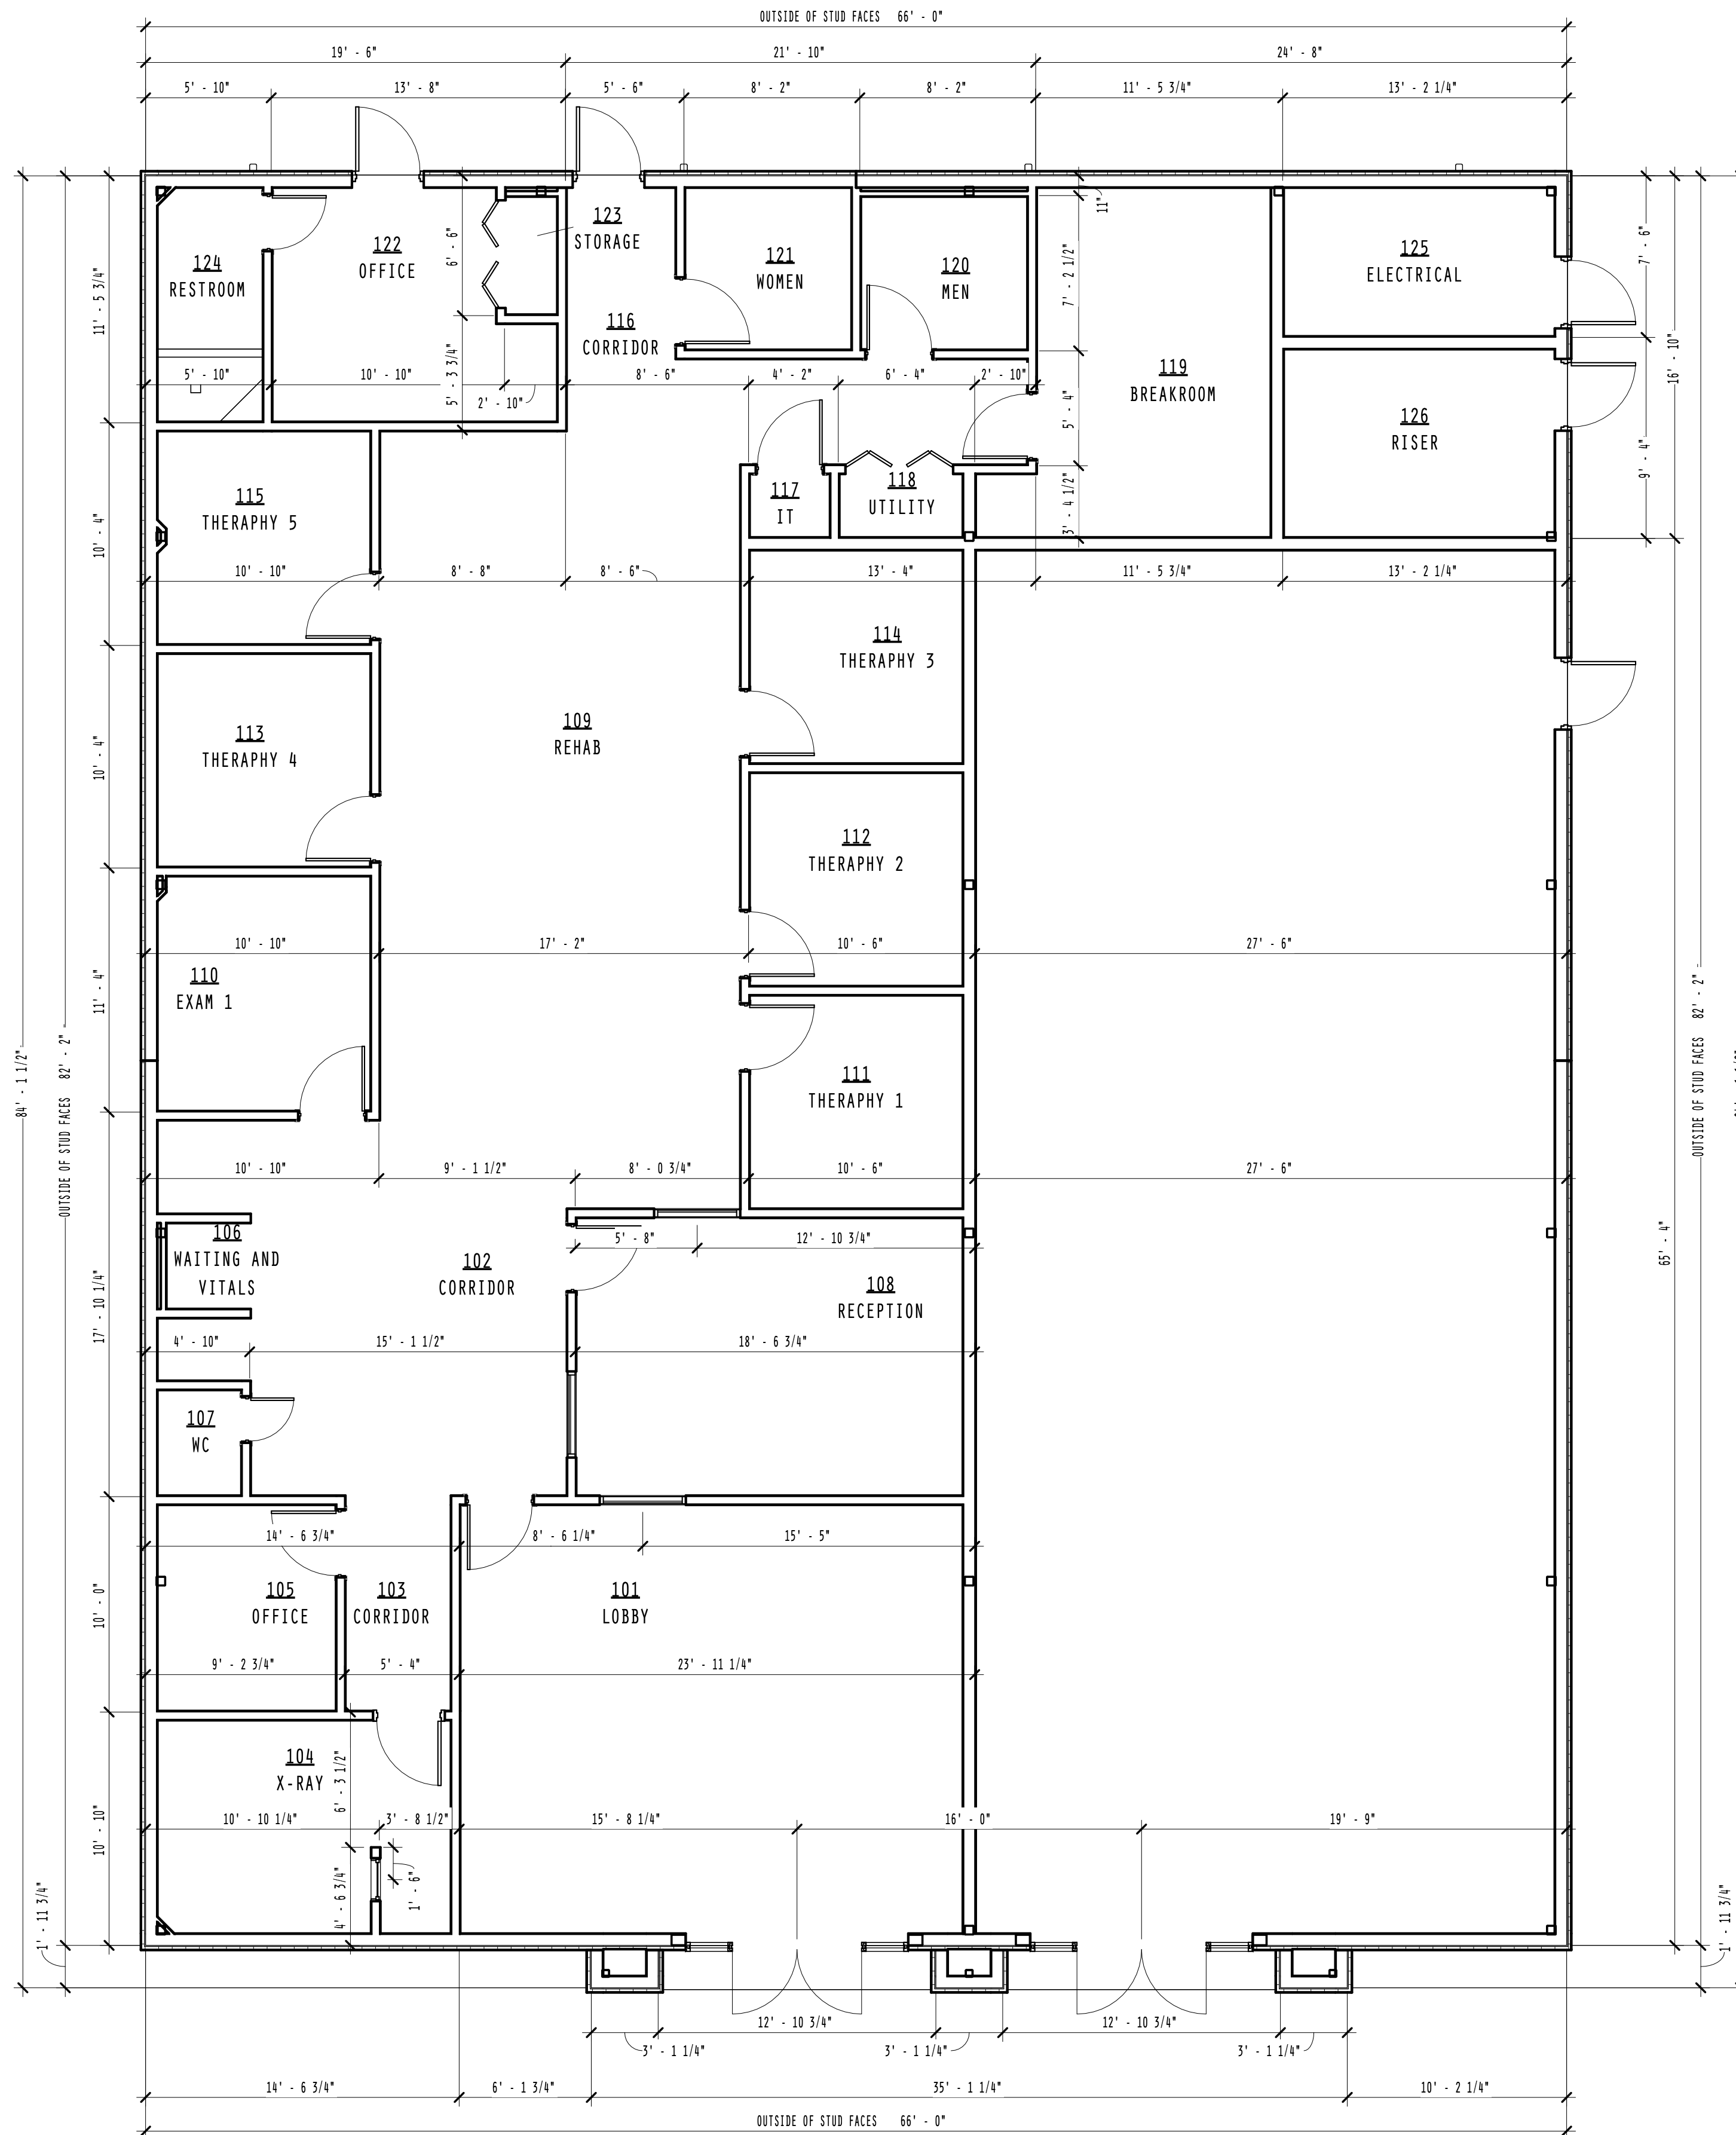 OUTSIDE OF STUD FACES 66' - 0"
19' - 6" 21' - 10" 24' - 8"
5' - 10" 13' - 8" 5' - 6" 8' - 2" 8' - 2" 11' - 5 3/4" 13' - 2 1/4"
11"
123
STORAGE
122
OFFICE
6' - 6"
121
WOMEN
120
MEN
7' - 2 1/2"
125
ELECTRICAL
7' - 6"
124
RESTROOM
11' - 5 3/4"
116
CORRIDOR
119
BREAKROOM
16' - 10"
5' - 10" 10' - 10" 5' - 3 3/4" 2' - 10" 8' - 6" 4' - 2" 6' - 4" 2' - 10"
5' - 4"
126
RISER
9' - 4"
115
THERAPHY 5
10' - 4"
117
IT
118
UTILITY
3' - 4 1/2"
10' - 10" 8' - 8" 8' - 6" 13' - 4" 11' - 5 3/4" 13' - 2 1/4"
114
THERAPHY 3
113
THERAPHY 4
10' - 4"
109
REHAB
112
THERAPHY 2
10' - 10" 17' - 2" 10' - 6" 27' - 6"
110
EXAM 1
11' - 4"
84' - 1 1/2"
OUTSIDE OF STUD FACES 82' - 2"
OUTSIDE OF STUD FACES 82' - 2"
111
THERAPHY 1
10' - 10" 9' - 1 1/2" 8' - 0 3/4" 10' - 6" 27' - 6"
106
WAITING AND
VITALS
5' - 8" 12' - 10 3/4"
102
CORRIDOR
108
RECEPTION
65' - 4"
17' - 10 1/4"
4' - 10" 15' - 1 1/2" 18' - 6 3/4"
107
WC
14' - 6 3/4" 8' - 6 1/4" 15' - 5"
105
OFFICE
103
CORRIDOR
101
LOBBY
10' - 0"
9' - 2 3/4" 5' - 4" 23' - 11 1/4"
104
X-RAY
6' - 3 1/2"
10' - 10 1/4" 3' - 8 1/2" 15' - 8 1/4" 16' - 0" 19' - 9"
10' - 10"
4' - 6 3/4"
1' - 6"
1' - 11 3/4"
1' - 11 3/4"
12' - 10 3/4" 12' - 10 3/4"
3' - 1 1/4" 3' - 1 1/4" 3' - 1 1/4"
14' - 6 3/4" 6' - 1 3/4" 35' - 1 1/4" 10' - 2 1/4"
OUTSIDE OF STUD FACES 66' - 0"